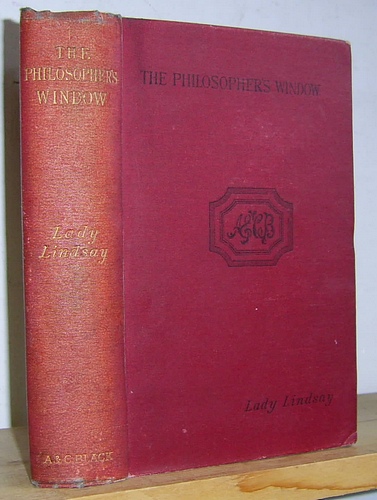 THE
PHILOSOPHER'S
WINDOW
Lady
Lindsay
A & C BLACK
THE PHILOSOPHER'S WINDOW
A & C B
Lady Lindsay